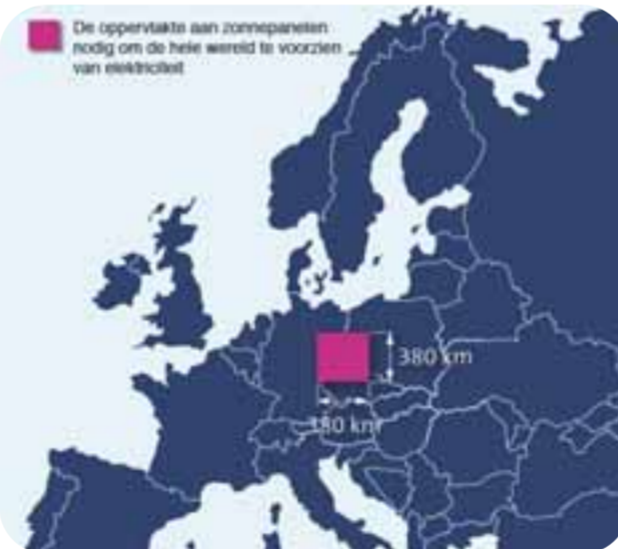 De oppervlakte aan zonnepanelen
nodig om de hele wereld te voorzien
van elektriciteit
380 km
380 km